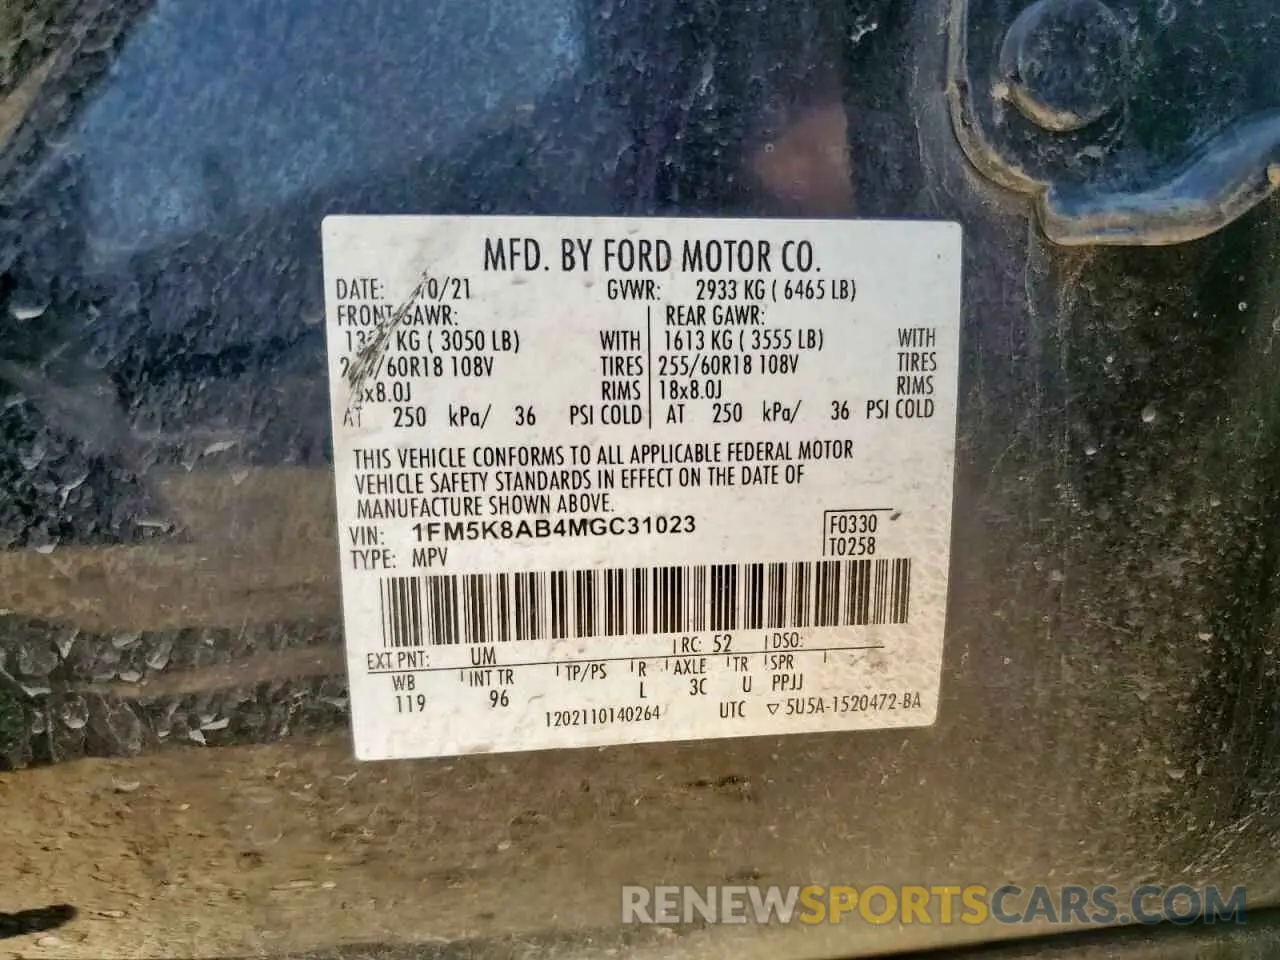 MFD. BY FORD MOTOR CO.
DATE: 10/21 GVWR: 2933 KG ( 6465 LB)
FRONT GAWR: REAR GAWR:
KG ( 3050 LB) WITH 1613 KG ( 3555 LB) WITH
/60R18 108V TIRES 255/60R18 108V TIRES
x8.0J RIMS 18x8.0J RIMS
AT 250 kPa/ 36 PSI COLD AT 250 kPa/ 36 PSI COLD
THIS VEHICLE CONFORMS TO ALL APPLICABLE FEDERAL MOTOR
VEHICLE SAFETY STANDARDS IN EFFECT ON THE DATE OF
MANUFACTURE SHOWN ABOVE.
VIN: 1FM5K8AB4MGC31023 F0330
TYPE: MPV T0258
EXT PNT: UM RC: 52 DSO:
WB INT TR TP/PS R AXLE TR SPR
119 96 L 3C U PPJJ
1202110140264 UTC ▽ 5U5A-1520472-BA
RENEWSPORTSCARS.COM